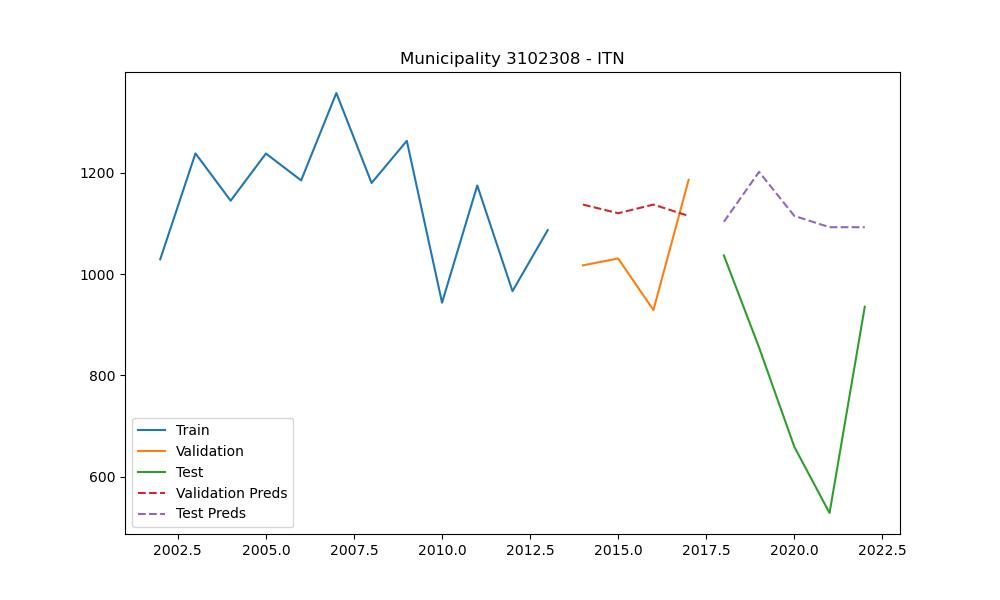 Municipality 3102308 - ITN
1200
1000
800
600
Train
Validation
Test
Validation Preds
Test Preds
2002.5 2005.0 2007.5 2010.0 2012.5 2015.0 2017.5 2020.0 2022.5